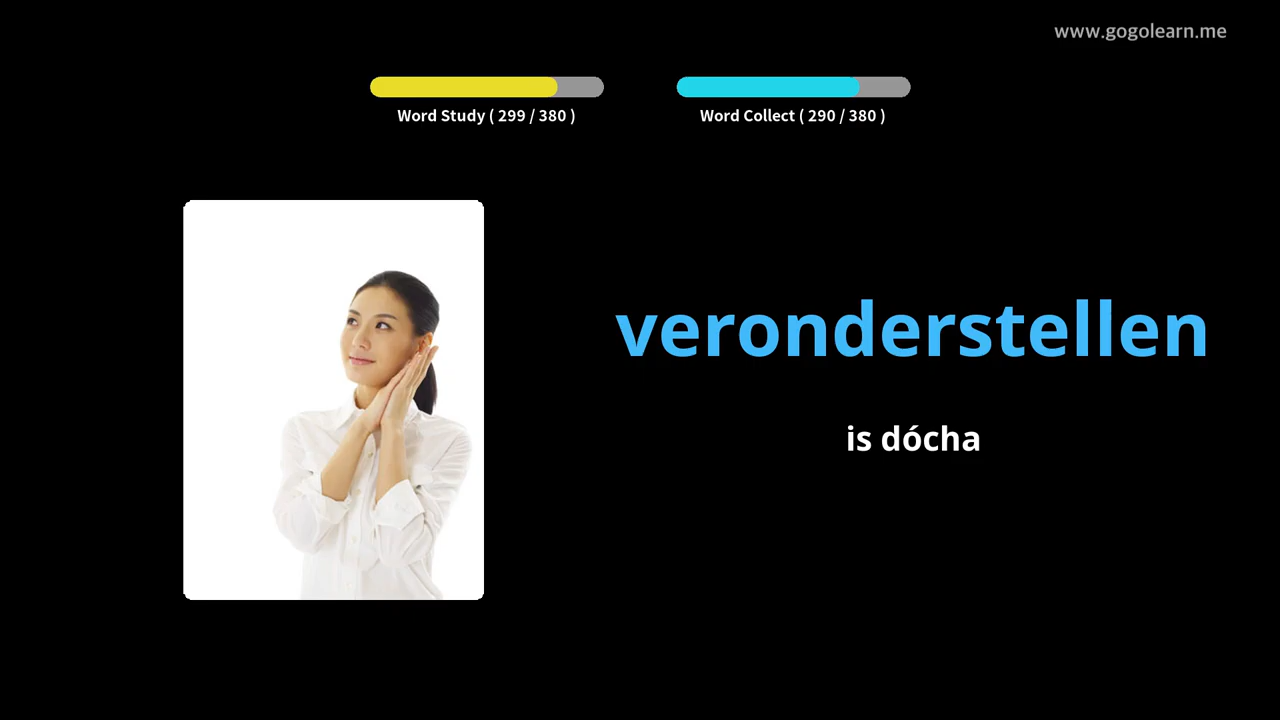 www.gogolearn.me
Word Study ( 299 / 380 )
Word Collect ( 290 / 380 )
veronderstellen
is dócha